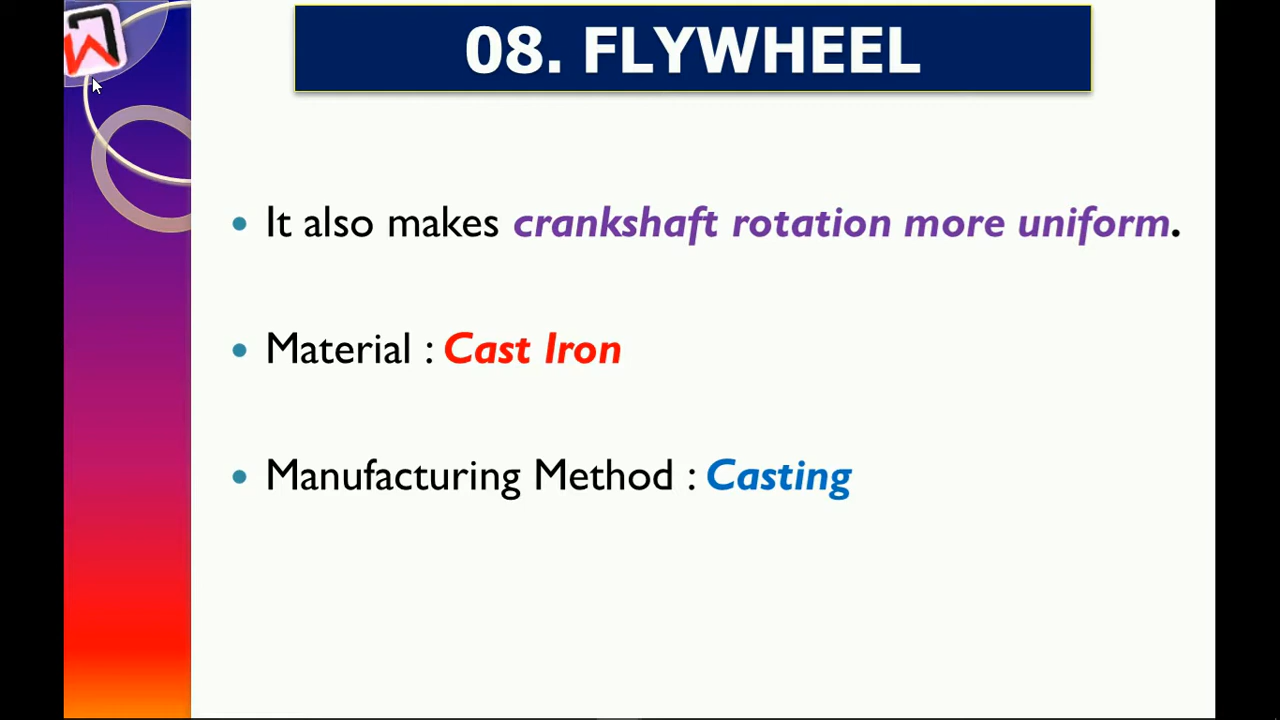 08. FLYWHEEL
• It also makes crankshaft rotation more uniform.
• Material : Cast Iron
• Manufacturing Method : Casting